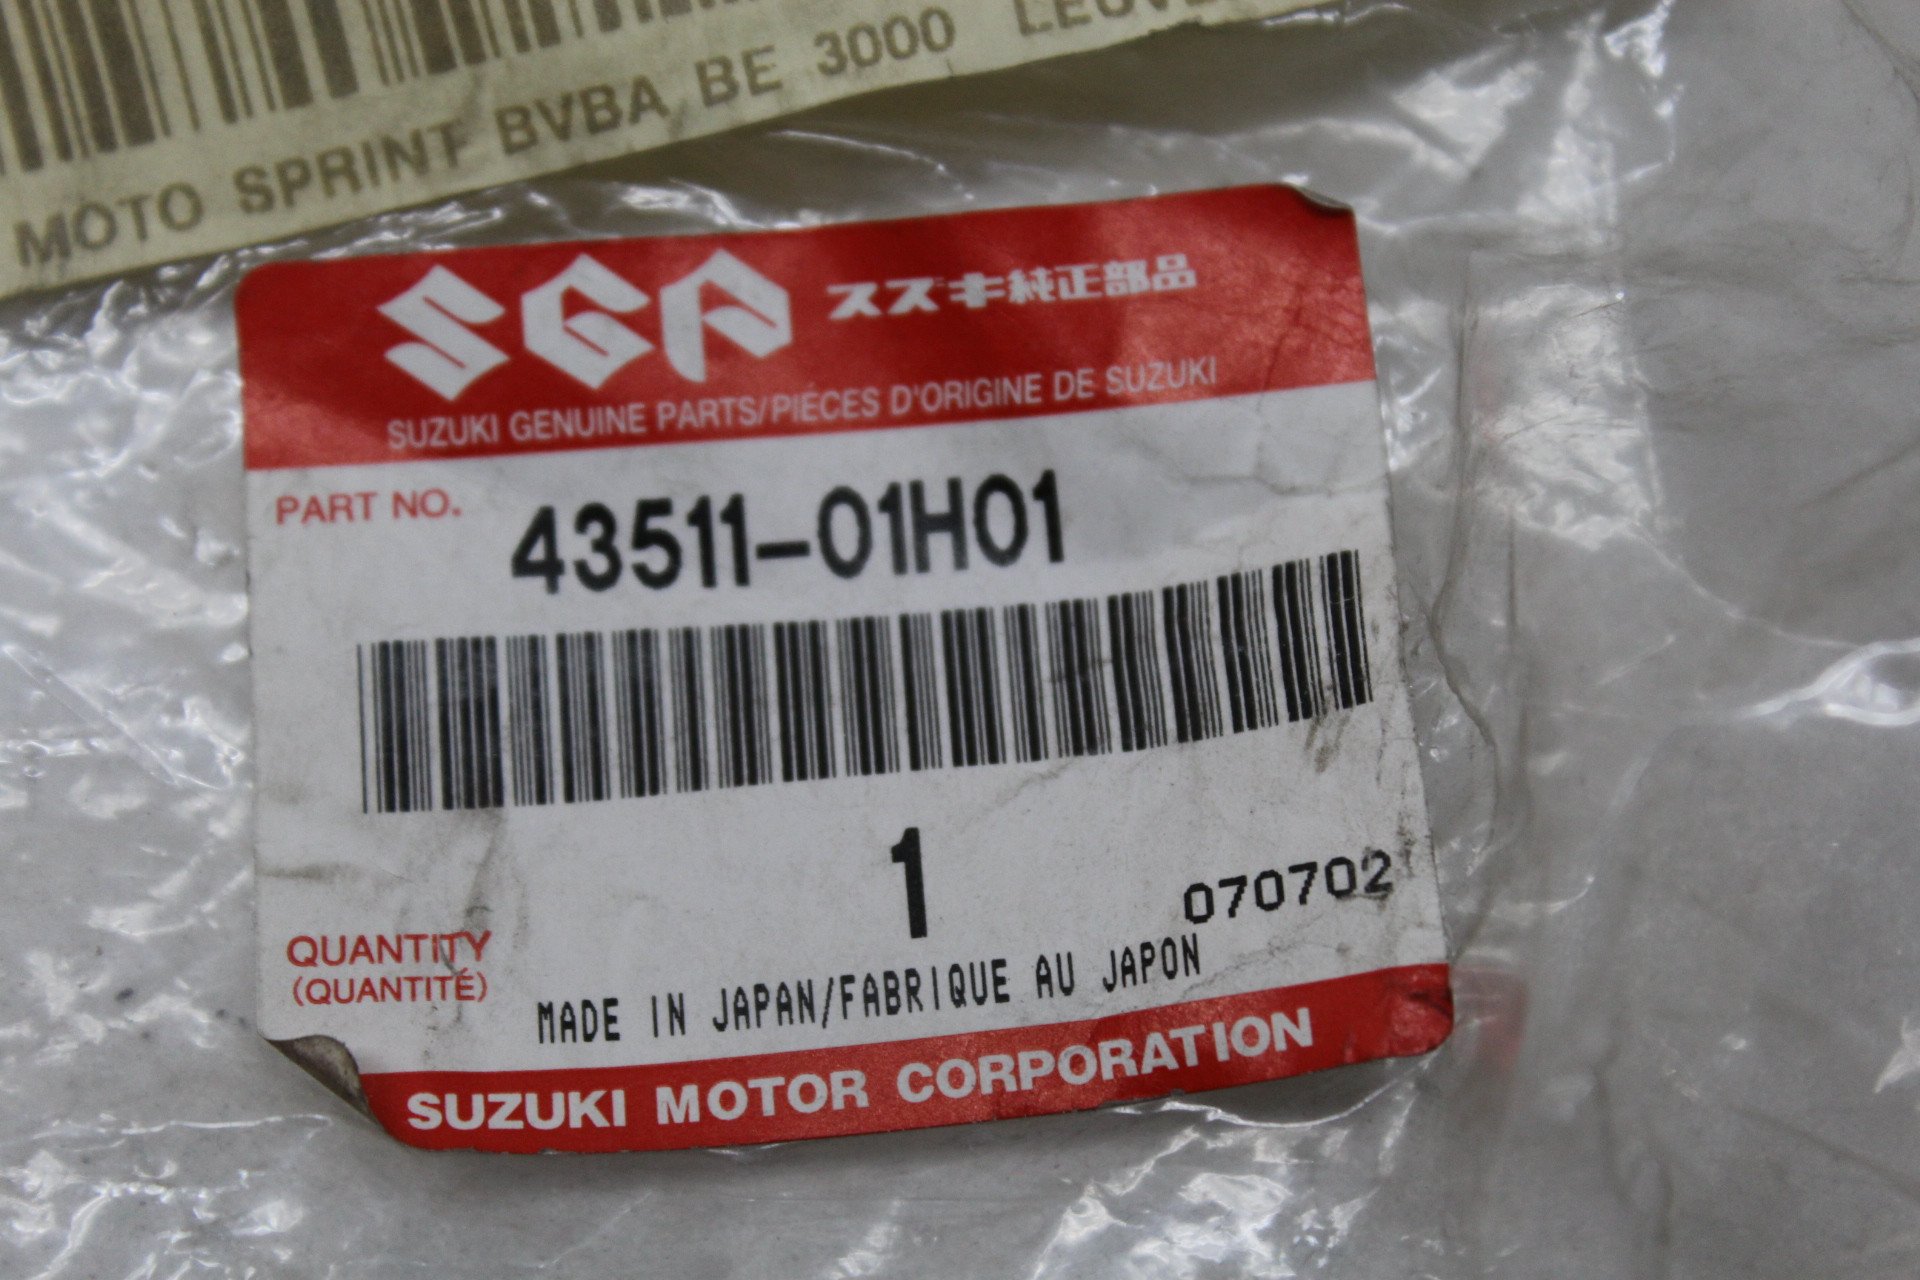 MOTO SPRINT BVBA BE 3000
SGP スズキ純正部品
SUZUKI GENUINE PARTS/PIÉCES D'ORIGINE DE SUZUKI
PART NO. 43511-01H01
1
070702
QUANTITY
(QUANTITÉ)
MADE IN JAPAN/FABRIQUE AU JAPON
SUZUKI MOTOR CORPORATION